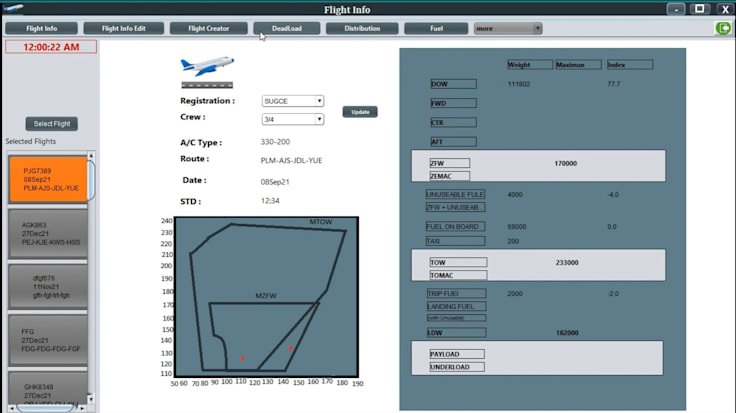 Flight Info
Flight Info
Flight Info Edit
Flight Creator
DeadLoad
Distribution
Fuel
more
12:00:22 AM
Select Flight
Selected Flights
PJG7389
08Sep21
PLM-AJS-JDL-YUE
AGK863
27Dec21
PEJ-KJE-KWS-HSS
dfgf676
11Nov21
gfh-fgh-trt-fgh
FFG
27Dec21
FDG-FDG-FDG-FGF
GHK8348
26Dec21
Registration :
SUGCE
Crew :
3/4
Update
A/C Type :
330-200
Route :
PLM-AJS-JDL-YUE
Date :
08Sep21
STD :
12:34
MTOW
MZFW
240
230
220
210
200
190
180
170
160
150
140
130
120
110
50 60 70 80 90 100 110 120 130 140 150 160 170 180 190
Weight Maximun Index
DOW 111802 77.7
FWD
CTR
AFT
ZFW 170000
ZEMAC
UNUSEABLE FULE 4000 -4.0
ZFW + UNUSEAB...
FUEL ON BOARD 69000 0.0
TAXI 200
TOW 233000
TOMAC
TRIP FUEl 2000 -2.0
LANDING FUEL
(with Unusable)
LDW 182000
PAYLOAD
UNDERLOAD